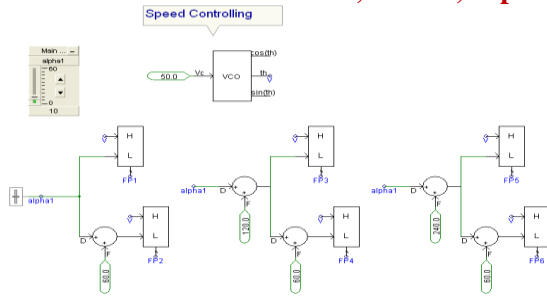 Speed Controlling
Main ...
alpha1
60
0
10
50.0
Vc
VCO
cos(th)
th
sin(th)
H
L
FP1
alpha1
D
F
60.0
H
L
FP2
alpha1
D
F
120.0
H
L
FP3
D
F
60.0
H
L
FP4
alpha1
D
F
240.0
H
L
FP5
D
F
60.0
H
L
FP6